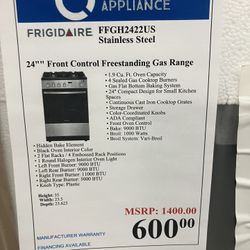 Q
APPLIANCE
FRIGIDAIRE
FFGH2422US
Stainless Steel
24"" Front Control Freestanding Gas Range
• 1.9 Cu. Ft. Oven Capacity
• 4 Sealed Gas Cooktop Burners
• Gas Flat Bottom Baking System
• 24" Compact Design for Small Kitchen
Spaces
• Continuous Cast Iron Cooktop Grates
• Storage Drawer
• Color-Coordinated Knobs
• ADA Compliant
• Front Oven Control
• Bake: 9000 BTU
• Broil: 1000 Watts
• Broil System: Vari-Broil
• Hidden Bake Element
• Black Oven Interior Color
• 2 Flat Racks / 4 Embossed Rack Positions
• 1 Round Halogen Interior Oven Light
• Left Front Burner: 9000 BTU
• Left Rear Burner: 9000 BTU
• Right Front Burner: 11000 BTU
• Right Rear Burner: 9000 BTU
• Knob Type: Plastic
Height: 35
Width: 23.5
Depth: 23.625
MSRP: 1400.00
600.00
MANUFACTURER WARRANTY
FINANCING AVAILABLE